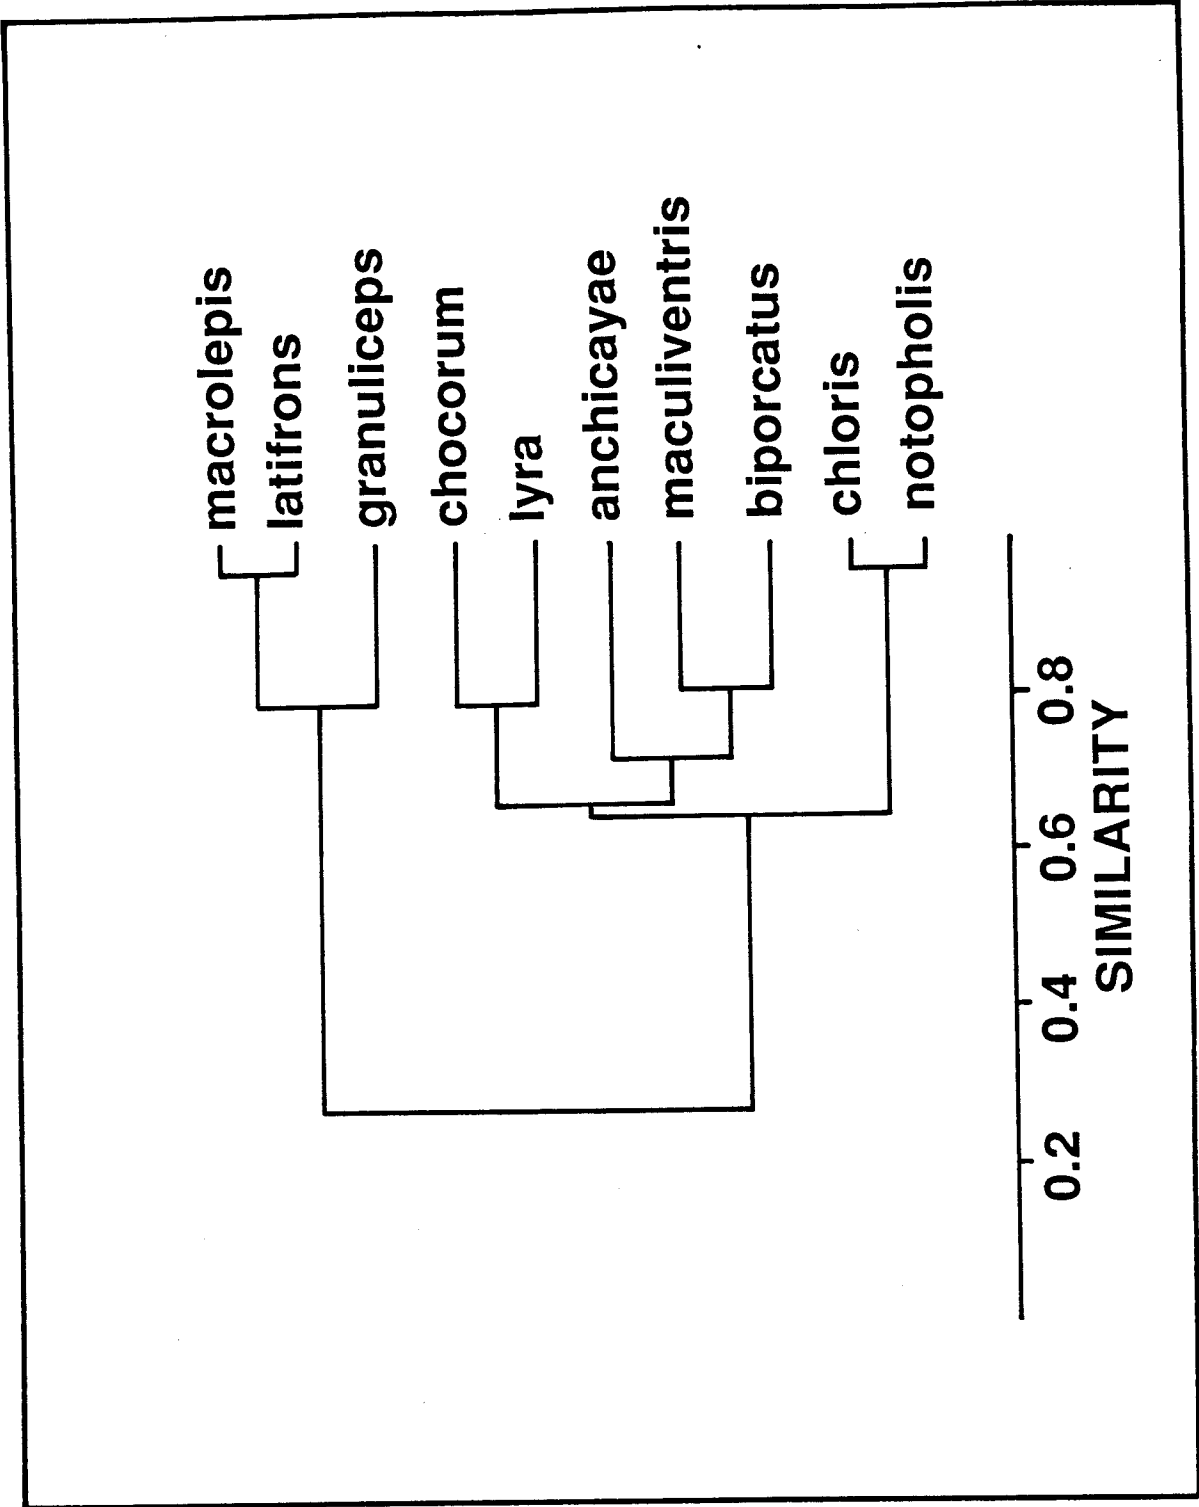 macrolepis
latifrons
granuliceps
chocorum
lyra
anchicayae
maculiventris
biporcatus
chloris
notopholis
0.2 0.4 0.6 0.8
SIMILARITY